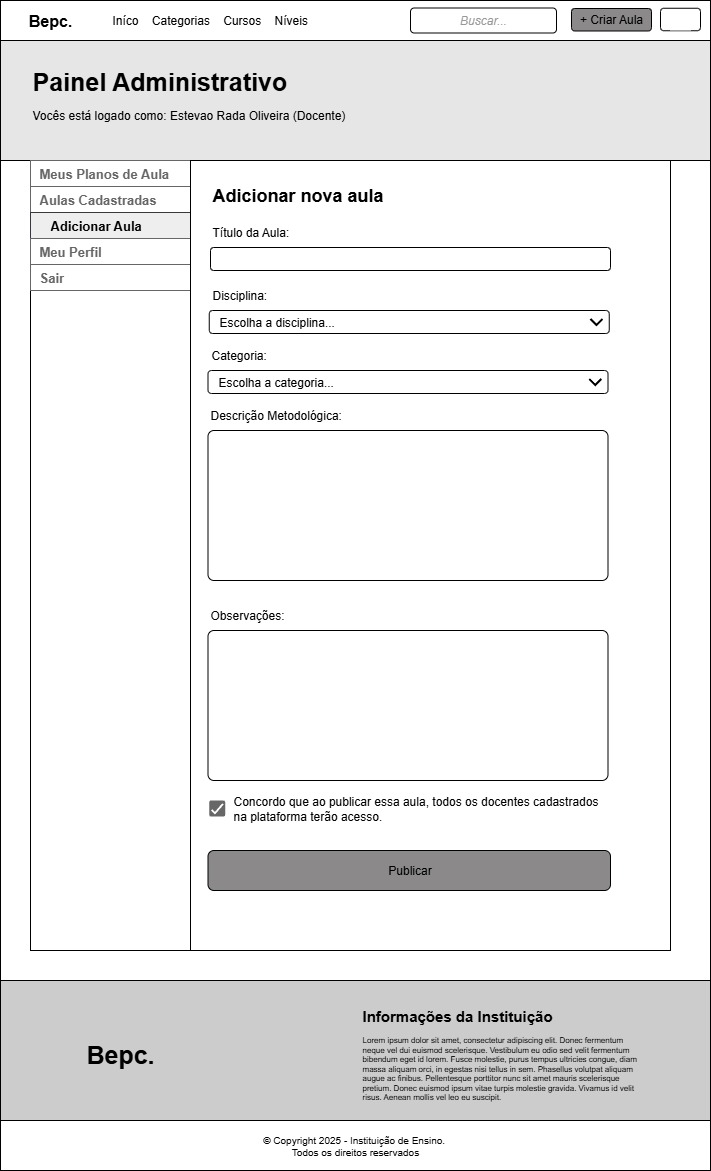 Bepc.
Iníco Categorias Cursos Níveis
Buscar...
+ Criar Aula
Painel Administrativo
Vocês está logado como: Estevao Rada Oliveira (Docente)
Meus Planos de Aula
Aulas Cadastradas
Adicionar Aula
Meu Perfil
Sair
Adicionar nova aula
Título da Aula:
Disciplina:
Escolha a disciplina...
Categoria:
Escolha a categoria...
Descrição Metodológica:
Observações:
Concordo que ao publicar essa aula, todos os docentes cadastrados
na plataforma terão acesso.
Publicar
Bepc.
Informações da Instituição
Lorem ipsum dolor sit amet, consectetur adipiscing elit. Donec fermentum
neque vel dui euismod scelerisque. Vestibulum eu odio sed velit fermentum
bibendum eget id lorem. Fusce molestie, purus tempus ultricies congue, diam
massa aliquam orci, in egestas nisi tellus in sem. Phasellus volutpat aliquam
augue ac finibus. Pellentesque porttitor nunc sit amet mauris scelerisque
pretium. Donec euismod ipsum vitae turpis molestie gravida. Vivamus id velit
risus. Aenean mollis vel leo eu suscipit.
© Copyright 2025 - Instituição de Ensino.
Todos os direitos reservados